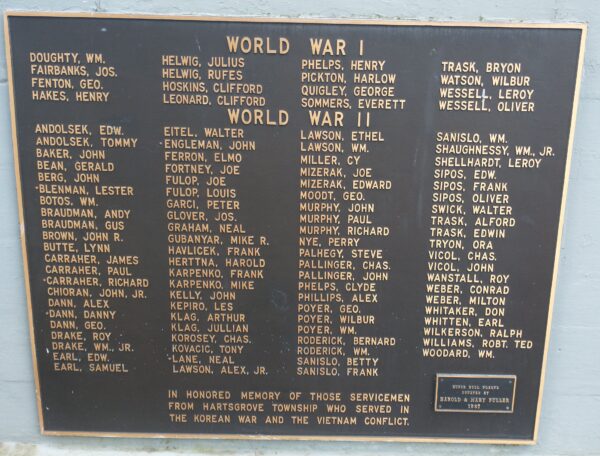 WORLD WAR I
DOUGHTY, WM.
FAIRBANKS, JOS.
FENTON, GEO.
HAKES, HENRY
HELWIG, JULIUS
HELWIG, RUFES
HOSKINS, CLIFFORD
LEONARD, CLIFFORD
PHELPS, HENRY
PICKTON, HARLOW
QUIGLEY, GEORGE
SOMMERS, EVERETT
TRASK, BRYON
WATSON, WILBUR
WESSELL, LEROY
WESSELL, OLIVER
WORLD WAR II
ANDOLSEK, EDW.
ANDOLSEK, TOMMY
BAKER, JOHN
BEAN, GERALD
BERG, JOHN
-BLENMAN, LESTER
BOTOS, WM.
BRAUDMAN, ANDY
BRAUDMAN, GUS
BROWN, JOHN R.
BUTTE, LYNN
CARRAHER, JAMES
CARRAHER, PAUL
-CARRAHER, RICHARD
CHIORAN, JOHN, JR.
DANN, ALEX
-DANN, DANNY
DANN, GEO.
DRAKE, ROY
DRAKE, WM., JR.
EARL, EDW.
EARL, SAMUEL
EITEL, WALTER
-ENGLEMAN, JOHN
FERRON, ELMO
FORTNEY, JOE
FULOP, JOE
FULOP, LOUIS
GARCI, PETER
GLOVER, JOS.
GRAHAM, NEAL
GUBANYAR, MIKE R.
HAVLICEK, FRANK
HERTTNA, HAROLD
KARPENKO, FRANK
KARPENKO, MIKE
KELLY, JOHN
KEPIRO, LES
KLAG, ARTHUR
KLAG, JULLIAN
KOROSEY, CHAS.
KOVACIC, TONY
-LANE, NEAL
LAWSON, ALEX, JR.
LAWSON, ETHEL
LAWSON, WM.
MILLER, CY
MIZERAK, JOE
MIZERAK, EDWARD
MOODT, GEO.
MURPHY, JOHN
MURPHY, PAUL
MURPHY, RICHARD
NYE, PERRY
PALHEGY, STEVE
PALLINGER, CHAS.
PALLINGER, JOHN
PHELPS, CLYDE
PHILLIPS, ALEX
POYER, GEO.
POYER, WILBUR
POYER, WM.
RODERICK, BERNARD
RODERICK, WM.
SANISLO, BETTY
SANISLO, FRANK
SANISLO, WM.
SHAUGHNESSY, WM., JR.
SHELLHARDT, LEROY
SIPOS, EDW.
SIPOS, FRANK
SIPOS, OLIVER
SWICK, WALTER
TRASK, ALFORD
TRASK, EDWIN
TRYON, ORA
VICOL, CHAS.
VICOL, JOHN
WANSTALL, ROY
WEBER, CONRAD
WEBER, MILTON
WHITAKER, DON
WHITTEN, EARL
WILKERSON, RALPH
WILLIAMS, ROBT. TED
WOODARD, WM.
IN HONORED MEMORY OF THOSE SERVICEMEN
FROM HARTSGROVE TOWNSHIP WHO SERVED IN
THE KOREAN WAR AND THE VIETNAM CONFLICT.
HONOR ROLL PLAQUE
DONATED BY
HAROLD & MARY FULLER